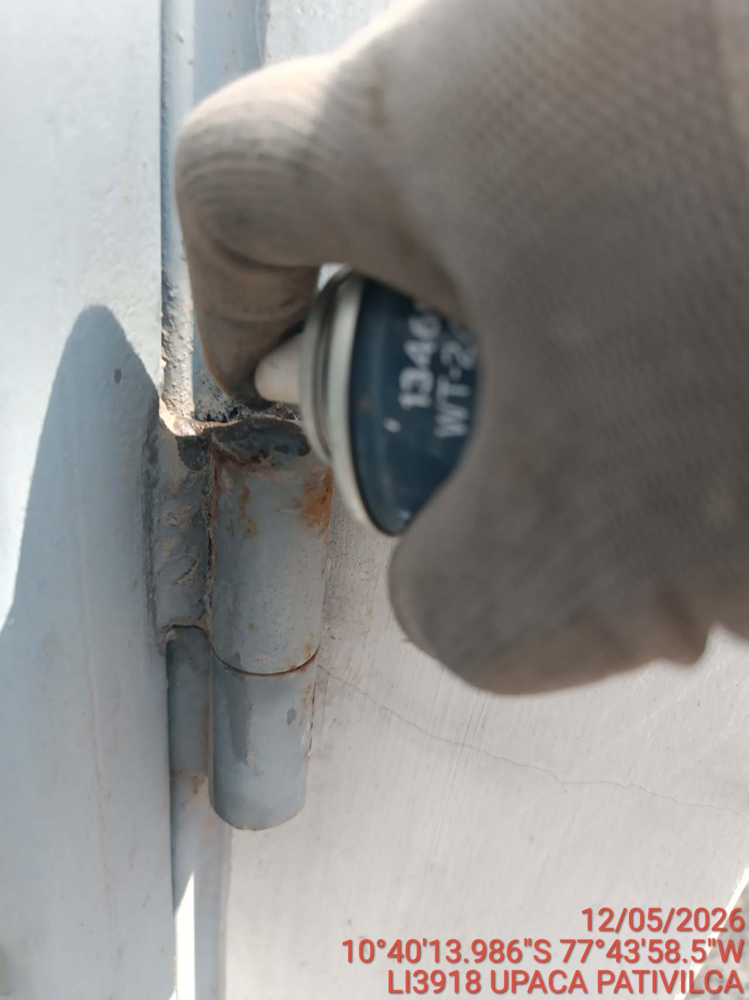 1346
WT-2
12/05/2026
10°40'13.986"S 77°43'58.5"W
LI3918 UPACA PATIVILCA